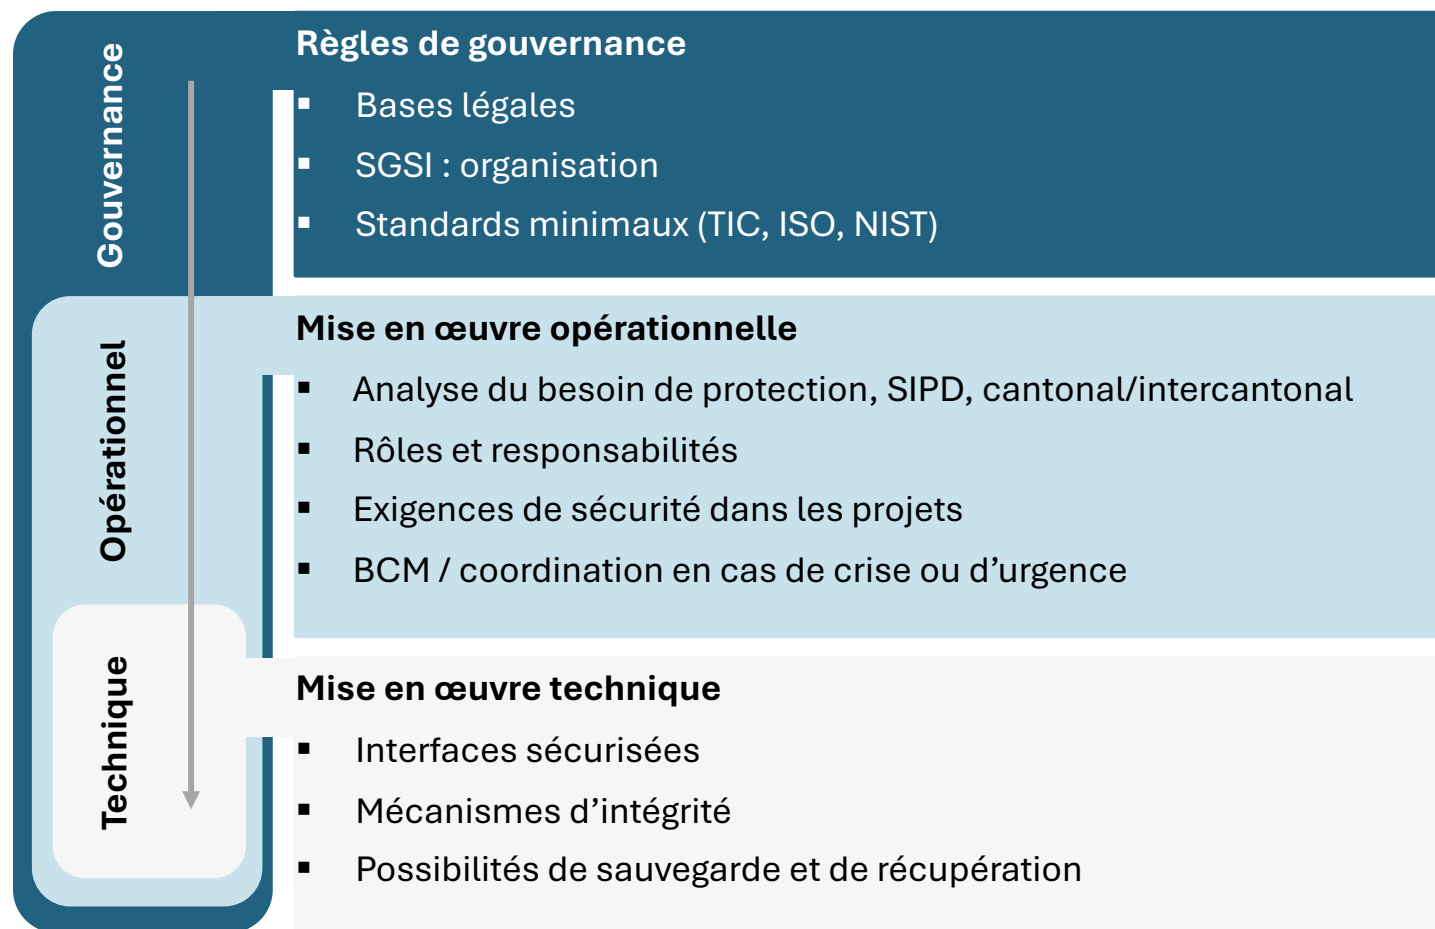 Gouvernance
Règles de gouvernance
▪ Bases légales
▪ SGSI : organisation
▪ Standards minimaux (TIC, ISO, NIST)
Opérationnel
Mise en œuvre opérationnelle
▪ Analyse du besoin de protection, SIPD, cantonal/intercantonal
▪ Rôles et responsabilités
▪ Exigences de sécurité dans les projets
▪ BCM / coordination en cas de crise ou d’urgence
Technique
Mise en œuvre technique
▪ Interfaces sécurisées
▪ Mécanismes d’intégrité
▪ Possibilités de sauvegarde et de récupération